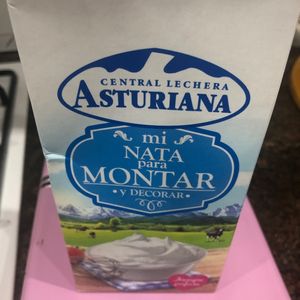 CENTRAL LECHERA
ASTURIANA
mi
NATA
para
MONTAR
y DECORAR